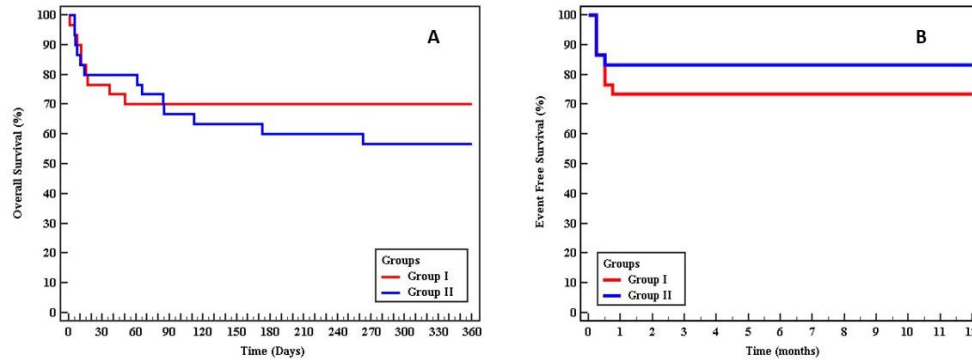 A
100
90
80
70
60
50
40
30
20
10
0
Overall Survival (%)
Groups
Group I
Group II
0 30 60 90 120 150 180 210 240 270 300 330 360
Time (Days)
B
100
90
80
70
60
50
40
30
20
10
0
Event Free Survival (%)
Groups
Group I
Group II
0 1 2 3 4 5 6 7 8 9 10 11
Time (months)